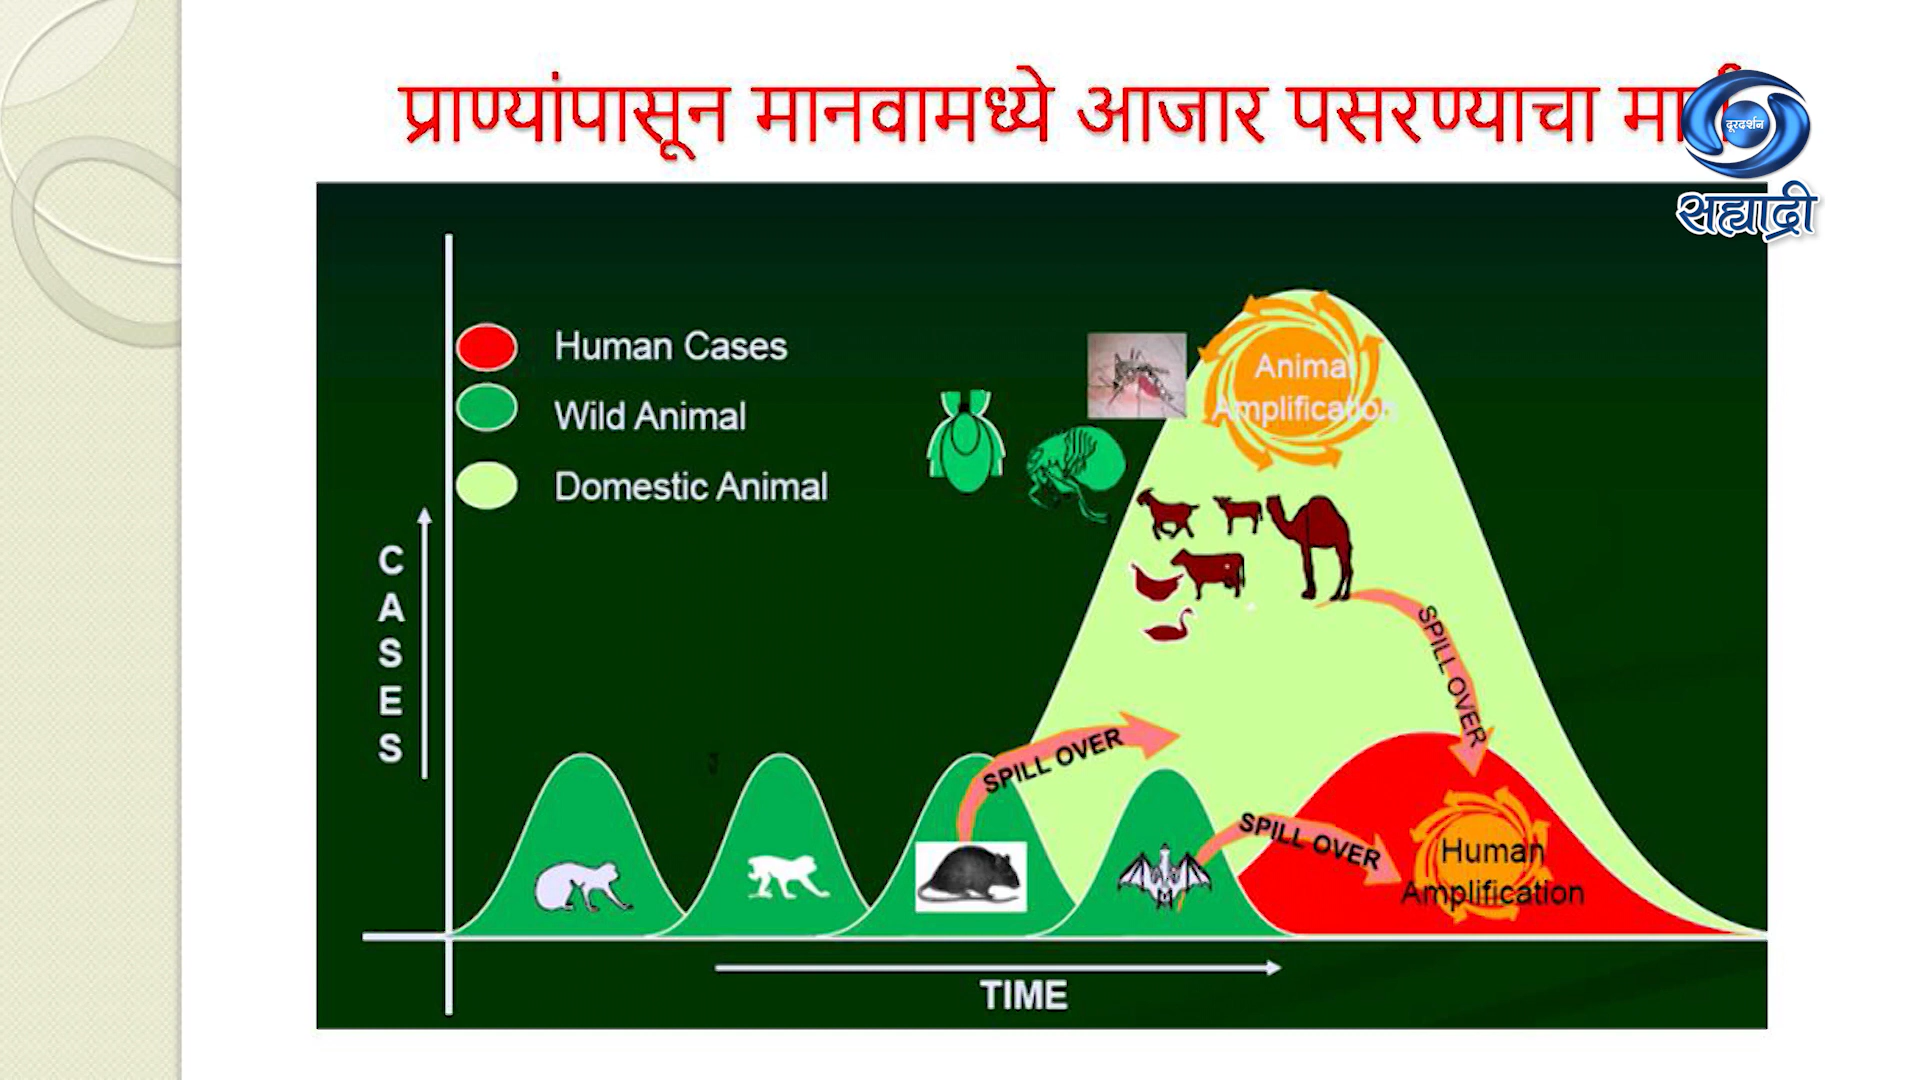 प्राण्यांपासून मानवामध्ये आजार पसरण्याचा
दूरदर्शन
सह्याद्री
Human Cases
Wild Animal
Domestic Animal
Animal
Amplification
CASES
SPILL OVER
SPILL OVER
SPILL OVER
Human
Amplification
TIME